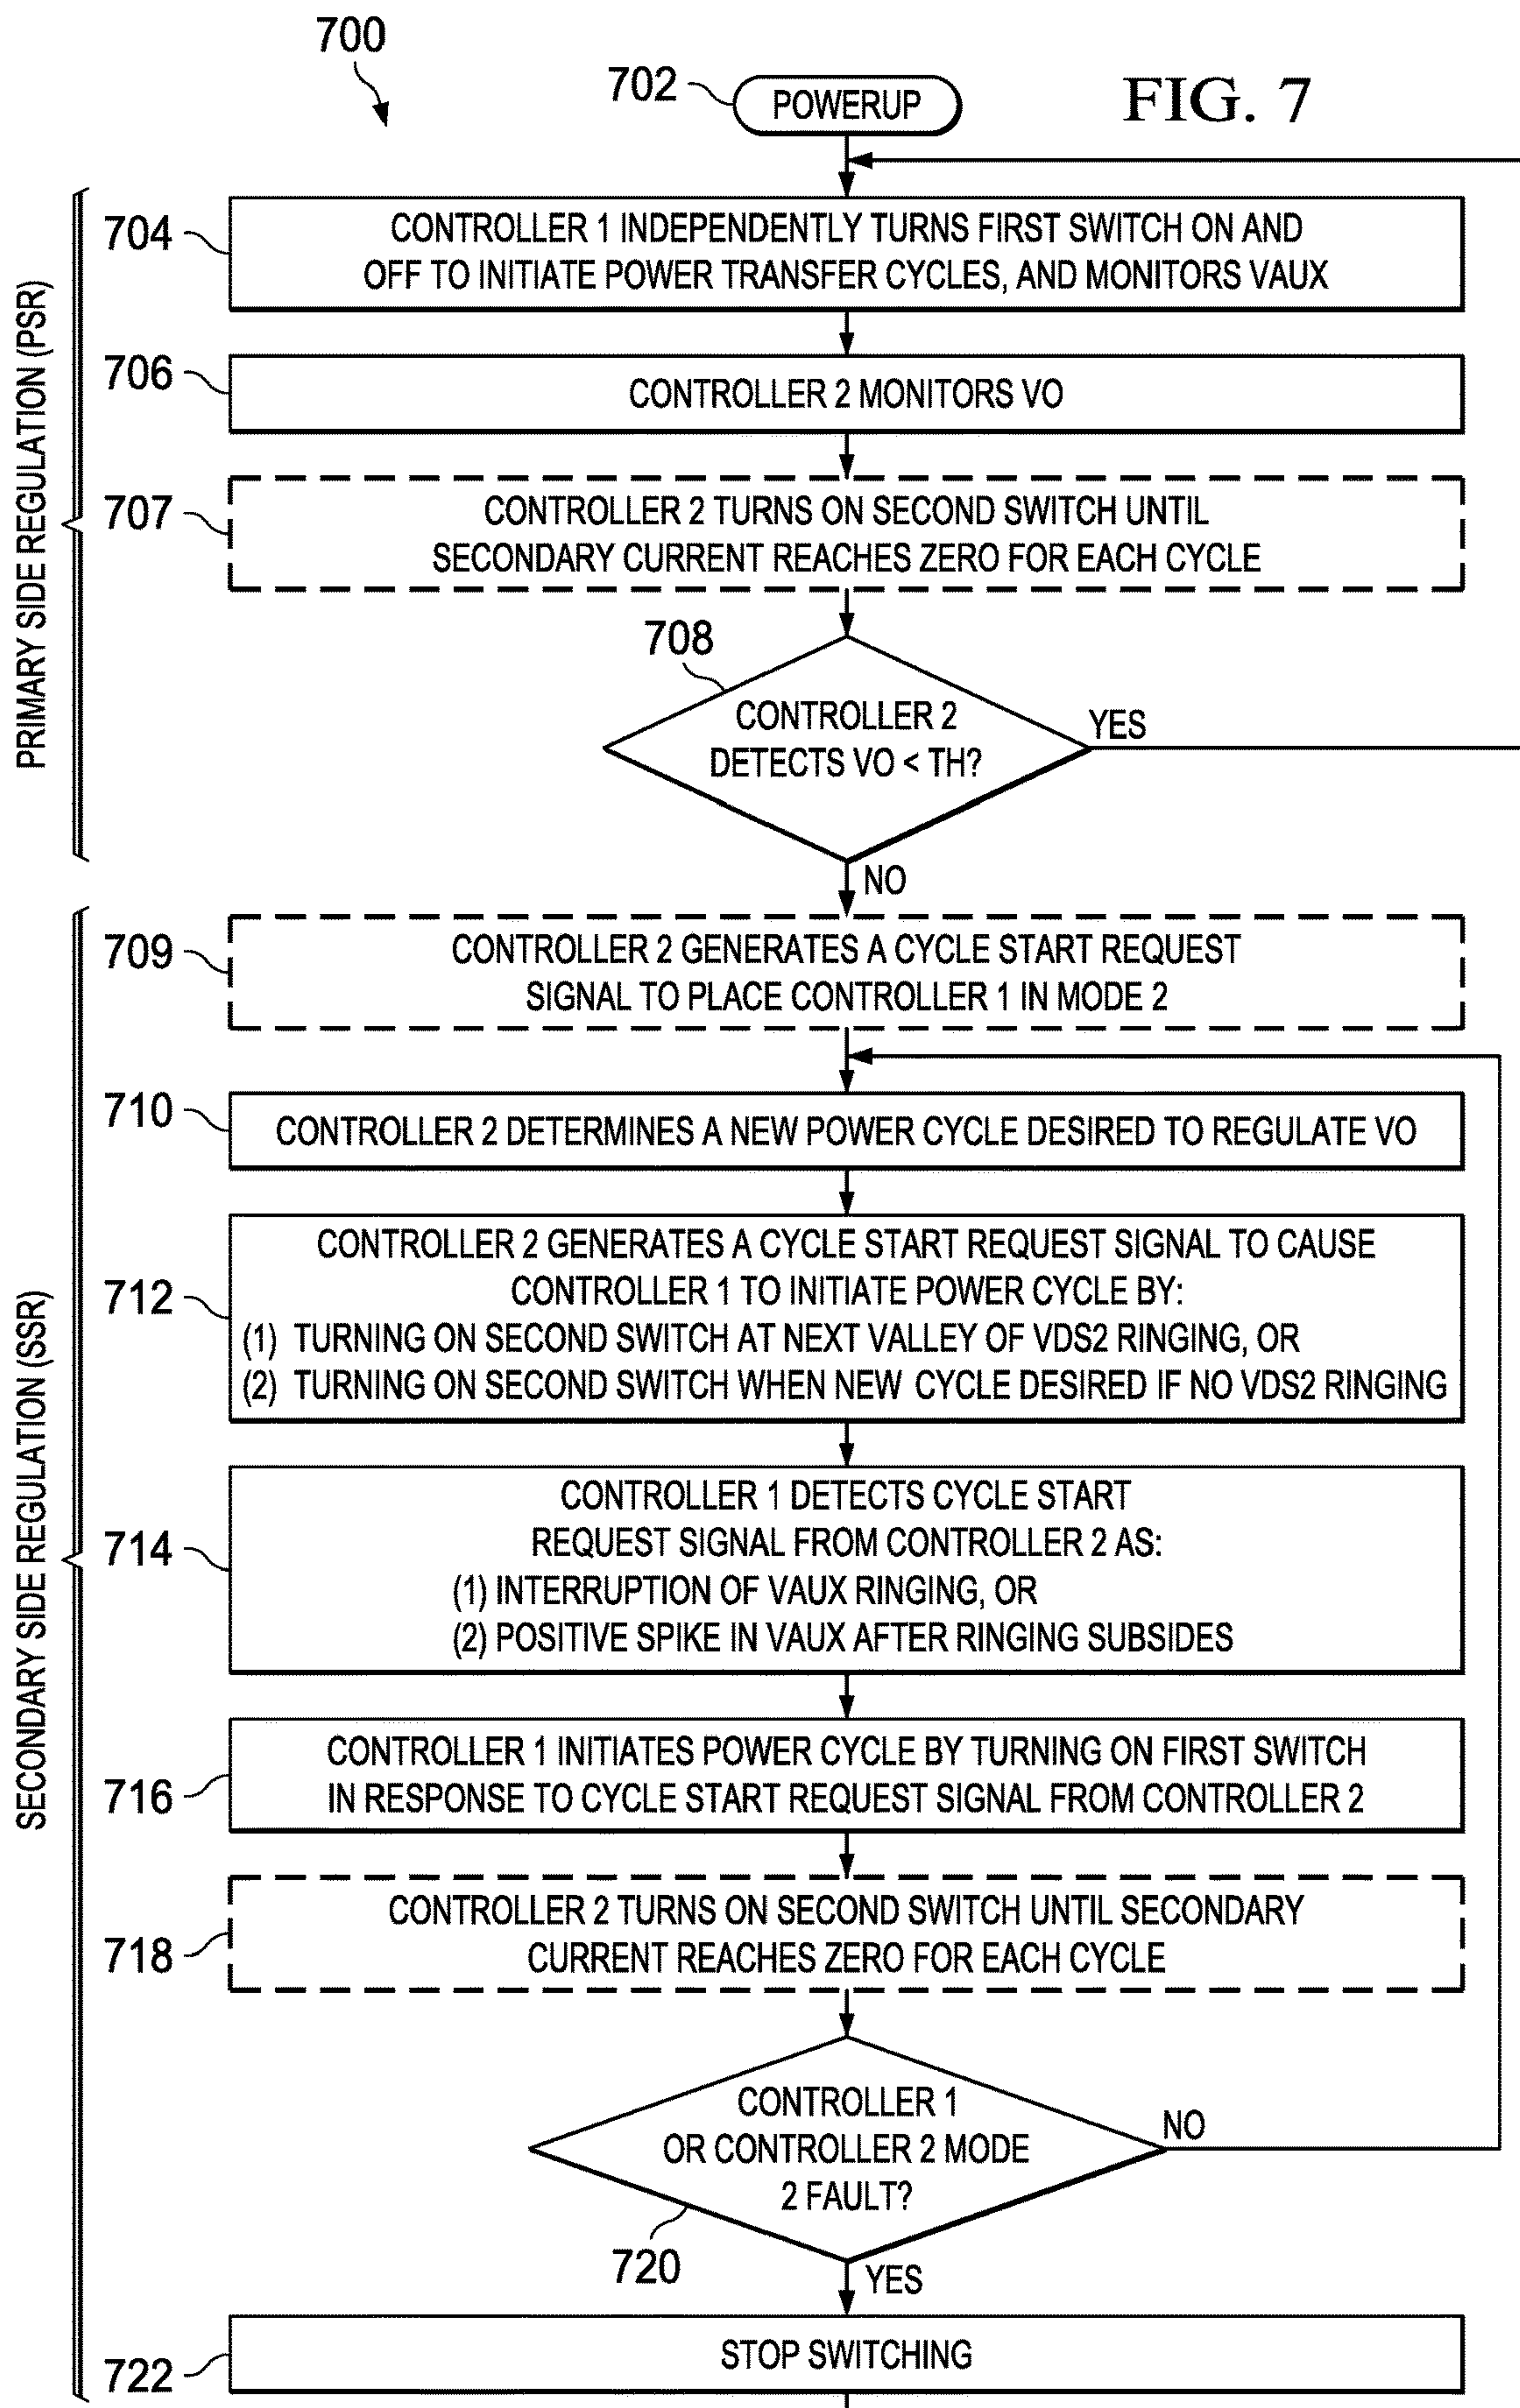 700
702
POWERUP
FIG. 7
PRIMARY SIDE REGULATION (PSR)
704
CONTROLLER 1 INDEPENDENTLY TURNS FIRST SWITCH ON AND
OFF TO INITIATE POWER TRANSFER CYCLES, AND MONITORS VAUX
706
CONTROLLER 2 MONITORS VO
707
CONTROLLER 2 TURNS ON SECOND SWITCH UNTIL
SECONDARY CURRENT REACHES ZERO FOR EACH CYCLE
708
CONTROLLER 2
DETECTS VO < TH?
YES
NO
SECONDARY SIDE REGULATION (SSR)
709
CONTROLLER 2 GENERATES A CYCLE START REQUEST
SIGNAL TO PLACE CONTROLLER 1 IN MODE 2
710
CONTROLLER 2 DETERMINES A NEW POWER CYCLE DESIRED TO REGULATE VO
712
CONTROLLER 2 GENERATES A CYCLE START REQUEST SIGNAL TO CAUSE
CONTROLLER 1 TO INITIATE POWER CYCLE BY:
(1) TURNING ON SECOND SWITCH AT NEXT VALLEY OF VDS2 RINGING, OR
(2) TURNING ON SECOND SWITCH WHEN NEW CYCLE DESIRED IF NO VDS2 RINGING
714
CONTROLLER 1 DETECTS CYCLE START
REQUEST SIGNAL FROM CONTROLLER 2 AS:
(1) INTERRUPTION OF VAUX RINGING, OR
(2) POSITIVE SPIKE IN VAUX AFTER RINGING SUBSIDES
716
CONTROLLER 1 INITIATES POWER CYCLE BY TURNING ON FIRST SWITCH
IN RESPONSE TO CYCLE START REQUEST SIGNAL FROM CONTROLLER 2
718
CONTROLLER 2 TURNS ON SECOND SWITCH UNTIL SECONDARY
CURRENT REACHES ZERO FOR EACH CYCLE
CONTROLLER 1
OR CONTROLLER 2 MODE
2 FAULT?
NO
720
YES
722
STOP SWITCHING